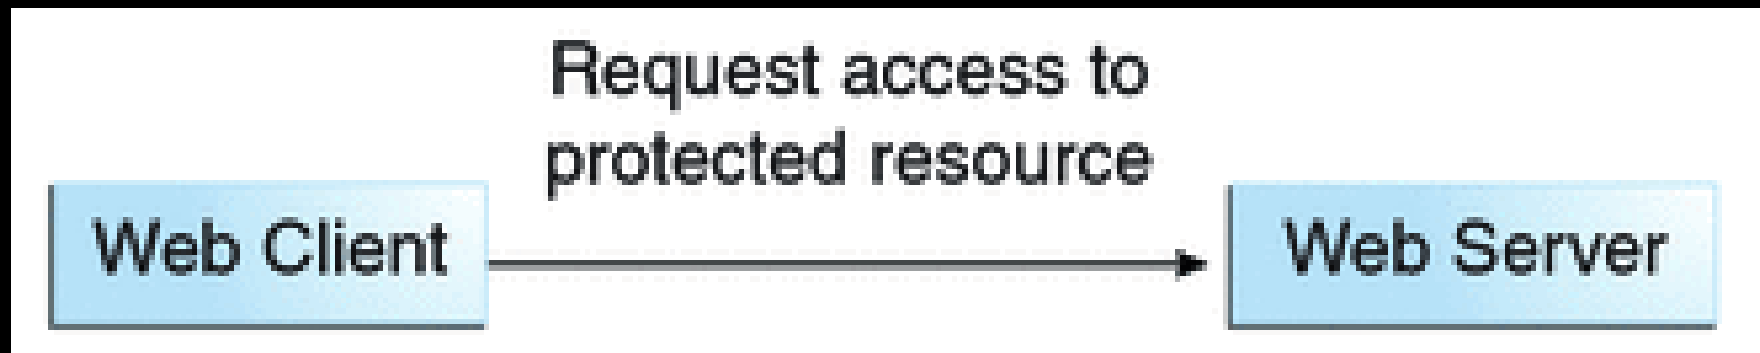 Request access to
protected resource
Web Client
Web Server